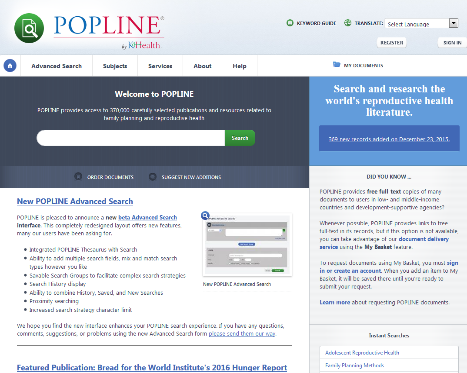 POPLINE®
by K4Health
KEYWORD GUIDE
TRANSLATE:
Select Language
REGISTER
SIGN IN
Advanced Search
Subjects
Services
About
Help
MY DOCUMENTS
Welcome to POPLINE
POPLINE provides access to 370,000 carefully selected publications and resources related to
family planning and reproductive health
Search
ORDER DOCUMENTS
SUGGEST NEW ADDITIONS
Search and research the
world's reproductive health
literature.
369 new records added on December 23, 2015.
New POPLINE Advanced Search
POPLINE is pleased to announce a new beta Advanced Search
interface. This completely redesigned layout offers new features
many our users have been asking for.
Integrated POPLINE Thesaurus with Search
Ability to add multiple search fields, mix and match search
types however you like
Savable Search Groups to facilitate complex search strategies
Search History display
Ability to combine History, Saved, and New Searches
Proximity searching
Increased search strategy character limit
New POPLINE Advanced Search
We hope you find the new interface enhances your POPLINE search experience. If you have any questions,
comments, suggestions, or problems using the new Advanced Search form please send them our way.
Featured Publication: Bread for the World Institute's 2016 Hunger Report
DID YOU KNOW ...
POPLINE provides free full text copies of many
documents to users in low- and middle-income
countries and development-supportive agencies?
Whenever possible, POPLINE provides links to free
full-text in its records, but if this option is not available
you can take advantage of our document delivery
service using the My Basket feature.
To request documents using My Basket, you must sign
in or create an account. When you add an item to My
basket, it will be saved there until you're ready to
submit your request.
Learn more about requesting POPLINE documents
Instant Searches
Adolescent Reproductive Health
Family Planning Methods